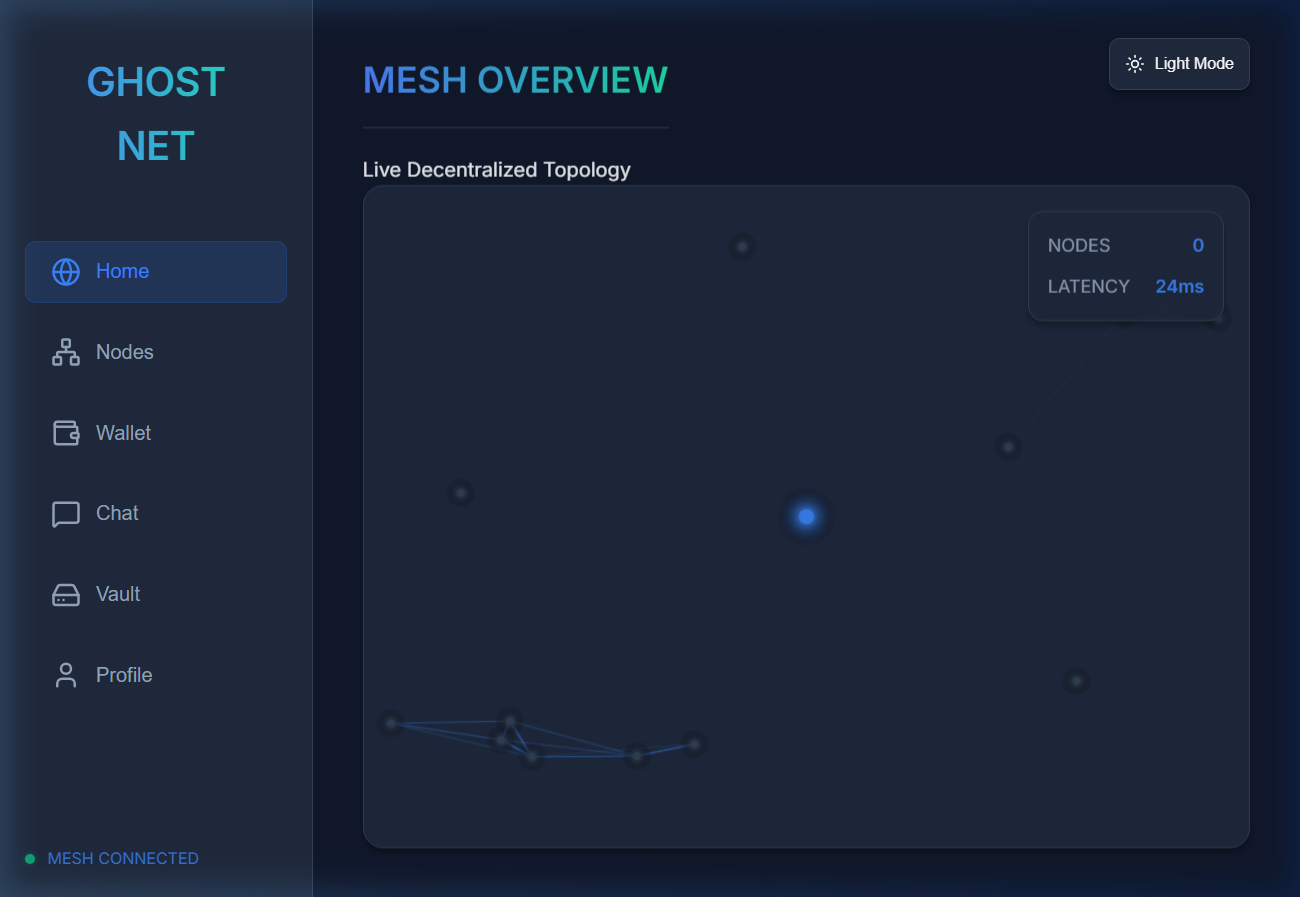 GHOST
NET
Home
Nodes
Wallet
Chat
Vault
Profile
MESH CONNECTED
MESH OVERVIEW
Light Mode
Live Decentralized Topology
NODES 0
LATENCY 24ms